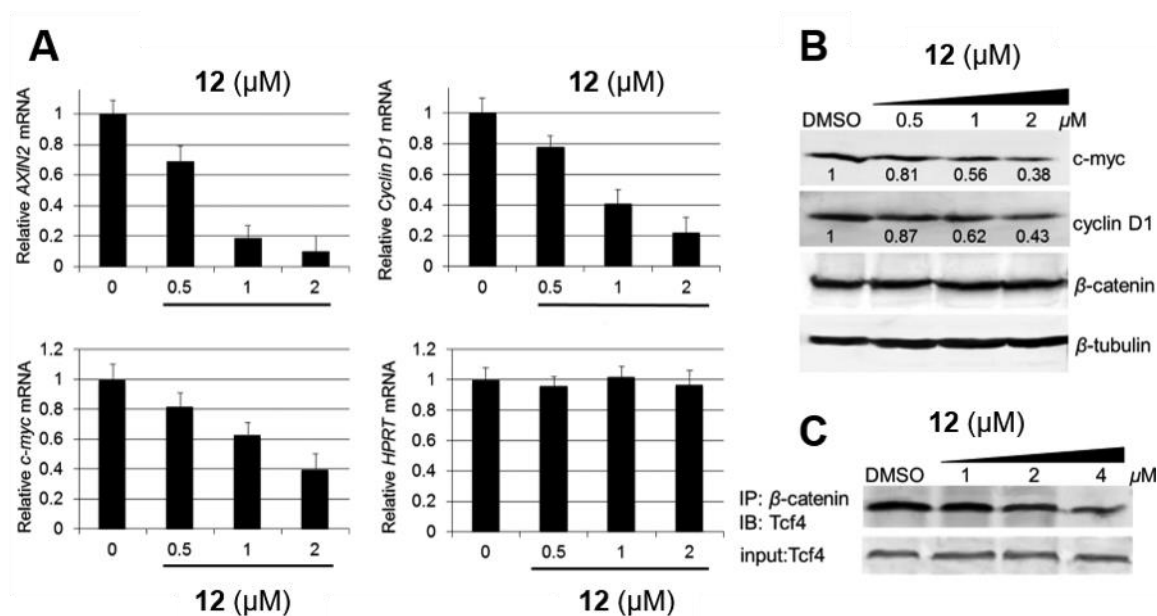 A
12 (µM)
Relative AXIN2 mRNA
1
0.8
0.6
0.4
0.2
0
0 0.5 1 2
12 (µM)
Relative Cyclin D1 mRNA
1
0.8
0.6
0.4
0.2
0
0 0.5 1 2
Relative c-myc mRNA
1.2
1
0.8
0.6
0.4
0.2
0
0 0.5 1 2
12 (µM)
Relative HPRT mRNA
1.2
1
0.8
0.6
0.4
0.2
0
0 0.5 1 2
12 (µM)
B
12 (µM)
DMSO 0.5 1 2 µM
c-myc
1 0.81 0.56 0.38
cyclin D1
1 0.87 0.62 0.43
β-catenin
β-tubulin
C
12 (µM)
DMSO 1 2 4 µM
IP: β-catenin
IB: Tcf4
input:Tcf4